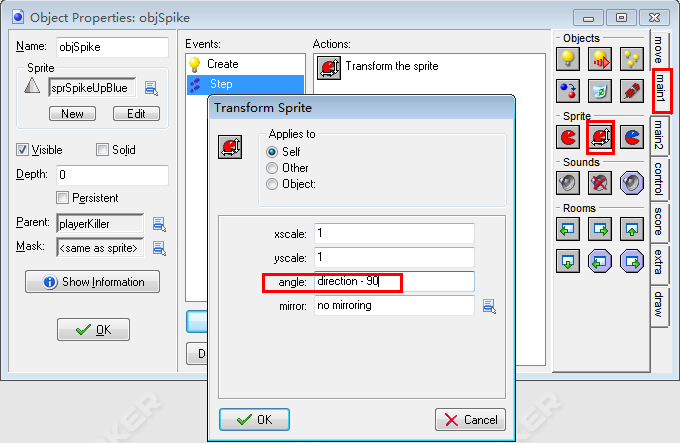 Object Properties: objSpike
Name: objSpike
Sprite
sprSpikeUpBlue
New Edit
Visible Solid
Depth: 0
Persistent
Parent: playerKiller
Mask: <same as sprite>
Show Information
OK
Events:
Create
Step
Actions:
Transform the sprite
Transform Sprite
Applies to
Self
Other
Object:
xscale: 1
yscale: 1
angle: direction - 90
mirror: no mirroring
OK Cancel
D
Objects
Sprite
Sounds
Rooms
move
main1
main2
control
score
extra
draw